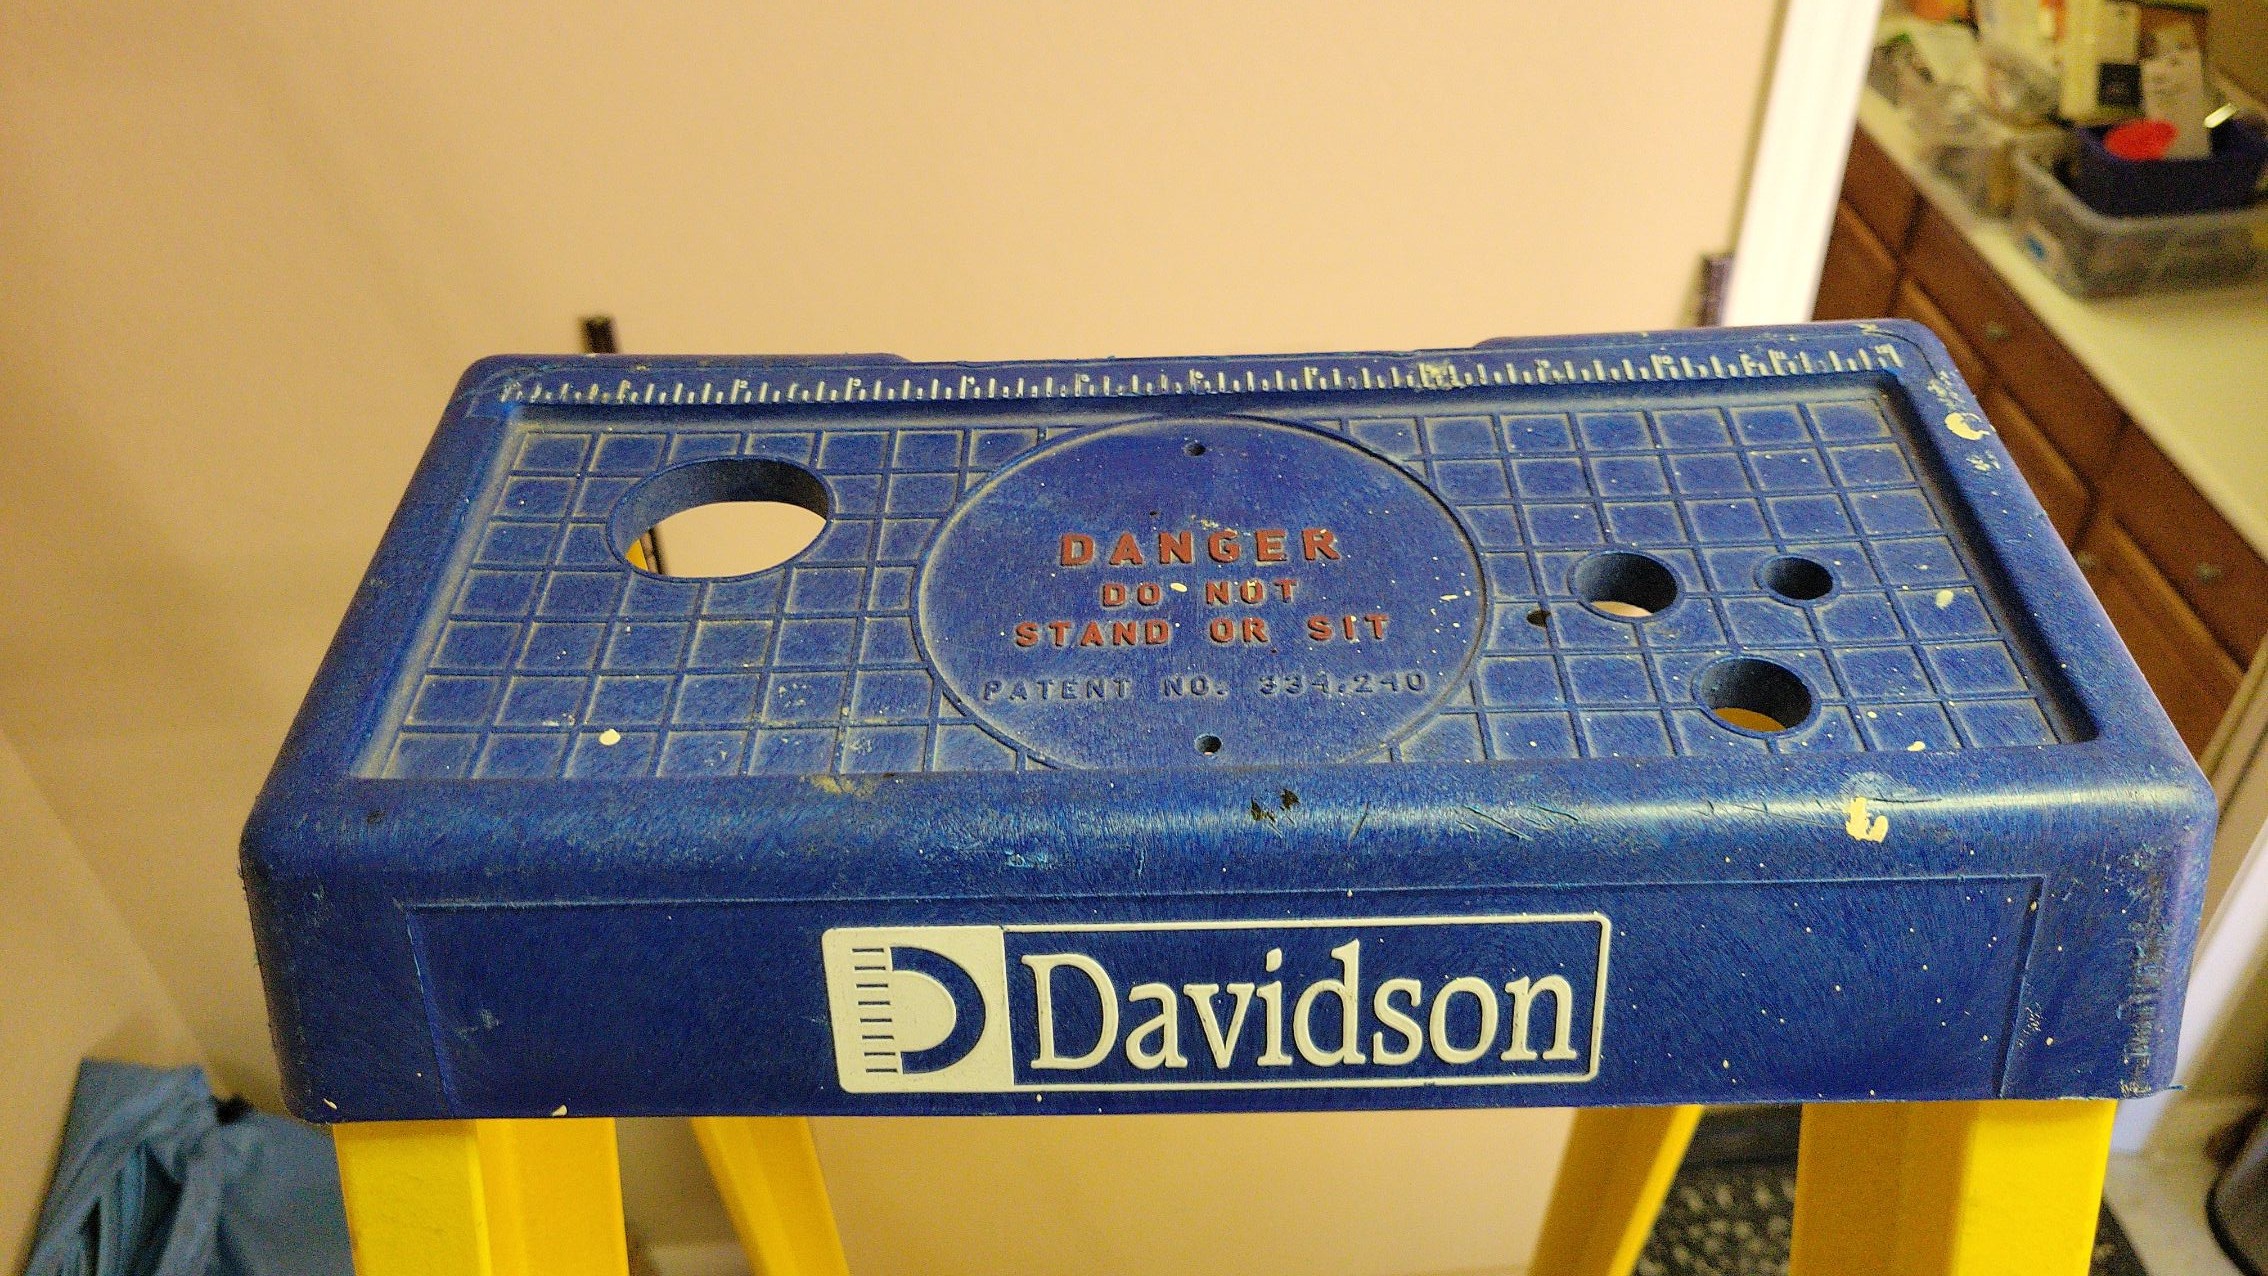 DANGER
DO NOT
STAND OR SIT
PATENT NO. 334,240
Davidson